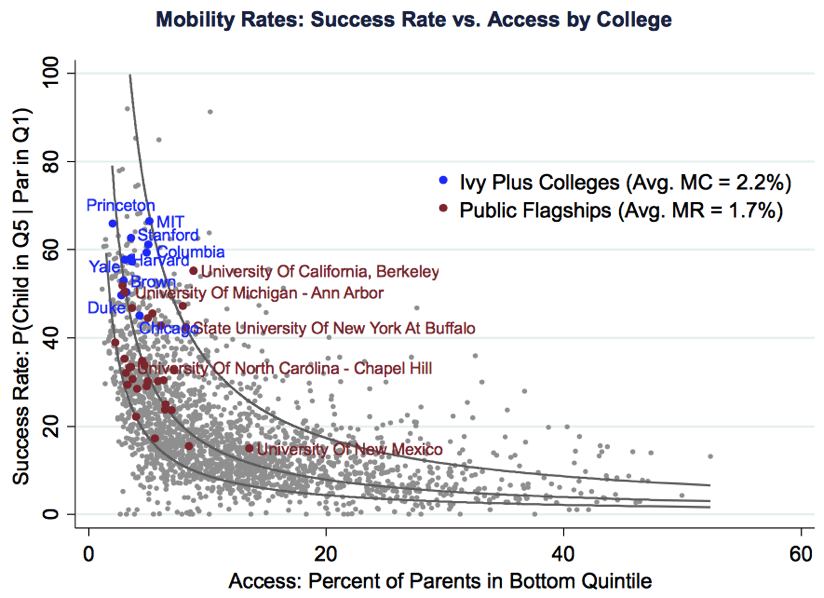 Mobility Rates: Success Rate vs. Access by College
Success Rate: P(Child in Q5 | Par in Q1)
100
80
60
40
20
0
Ivy Plus Colleges (Avg. MC = 2.2%)
Public Flagships (Avg. MR = 1.7%)
Princeton
MIT
Stanford
Columbia
Harvard
Yale
University Of California, Berkeley
Brown
University Of Michigan - Ann Arbor
Duke
Chicago
State University Of New York At Buffalo
University Of North Carolina - Chapel Hill
University Of New Mexico
0
20
40
60
Access: Percent of Parents in Bottom Quintile